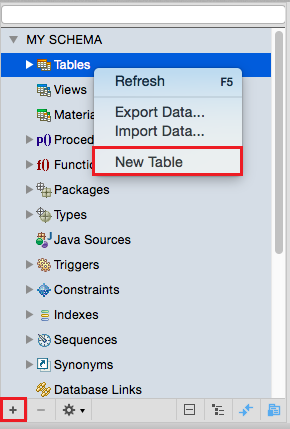 MY SCHEMA
Tables
Refresh F5
Views
Export Data...
Materia
Import Data...
p() Proced
New Table
f() Functio
Packages
Types
Java Sources
Triggers
Constraints
Indexes
Sequences
Synonyms
Database Links